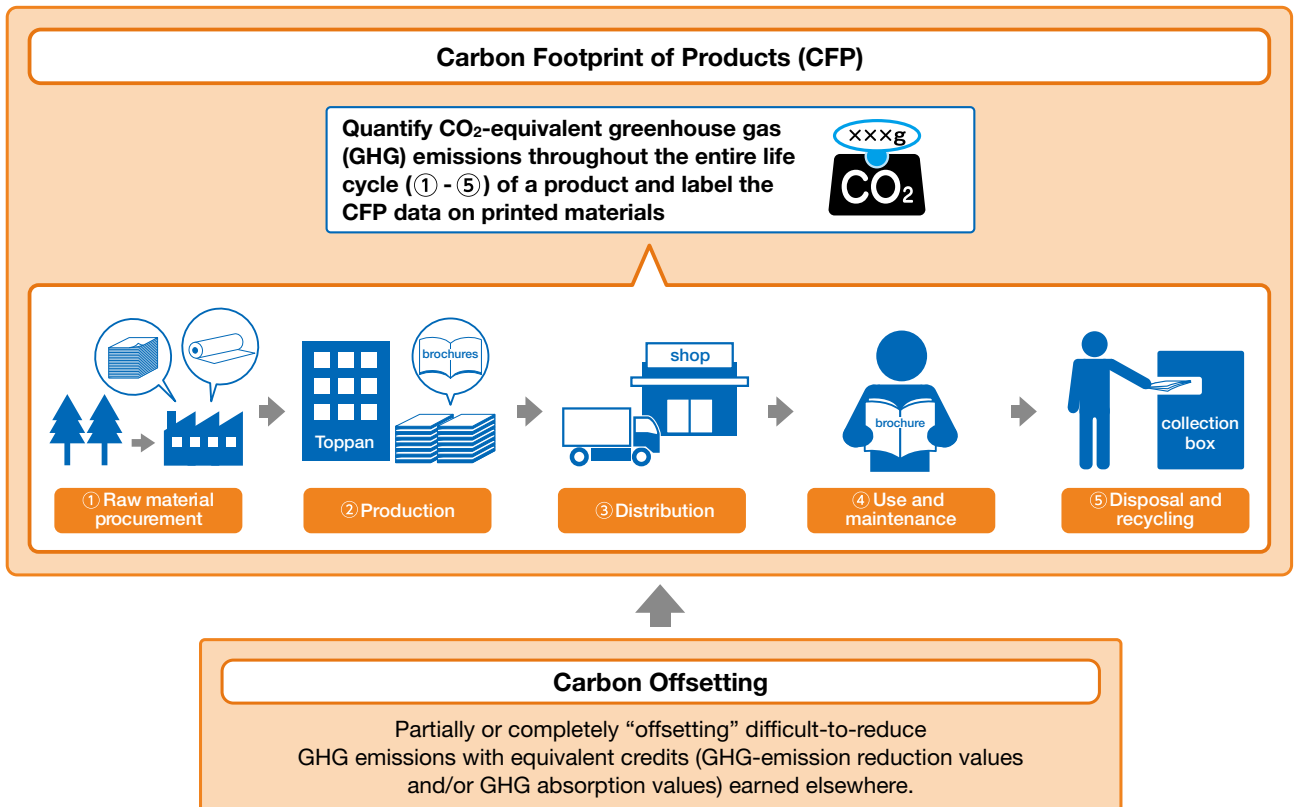 Carbon Footprint of Products (CFP)
Quantify CO₂-equivalent greenhouse gas
(GHG) emissions throughout the entire life
cycle (① - ⑤) of a product and label the
CFP data on printed materials
×××g
CO₂
brochures
Toppan
shop
brochure
collection
box
① Raw material
procurement
② Production
③ Distribution
④ Use and
maintenance
⑤ Disposal and
recycling
Carbon Offsetting
Partially or completely “offsetting” difficult-to-reduce
GHG emissions with equivalent credits (GHG-emission reduction values
and/or GHG absorption values) earned elsewhere.